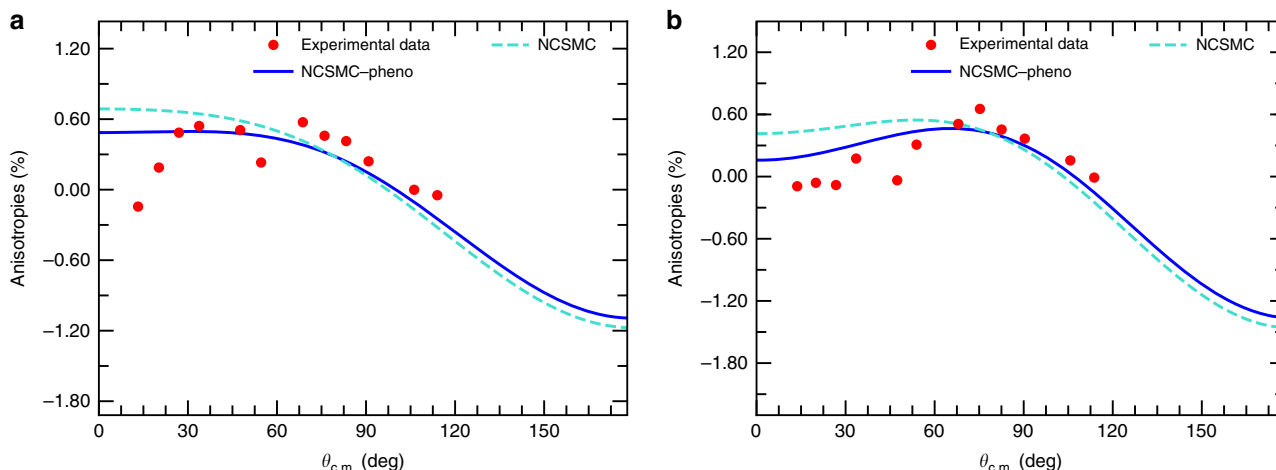 a
1.20
0.60
0.00
−0.60
−1.20
−1.80
Anisotropies (%)
Experimental data
NCSMC
NCSMC–pheno
0 30 60 90 120 150
θc.m. (deg)
b
1.20
0.60
0.00
−0.60
−1.20
−1.80
Anisotropies (%)
Experimental data
NCSMC
NCSMC–pheno
0 30 60 90 120 150
θc.m. (deg)